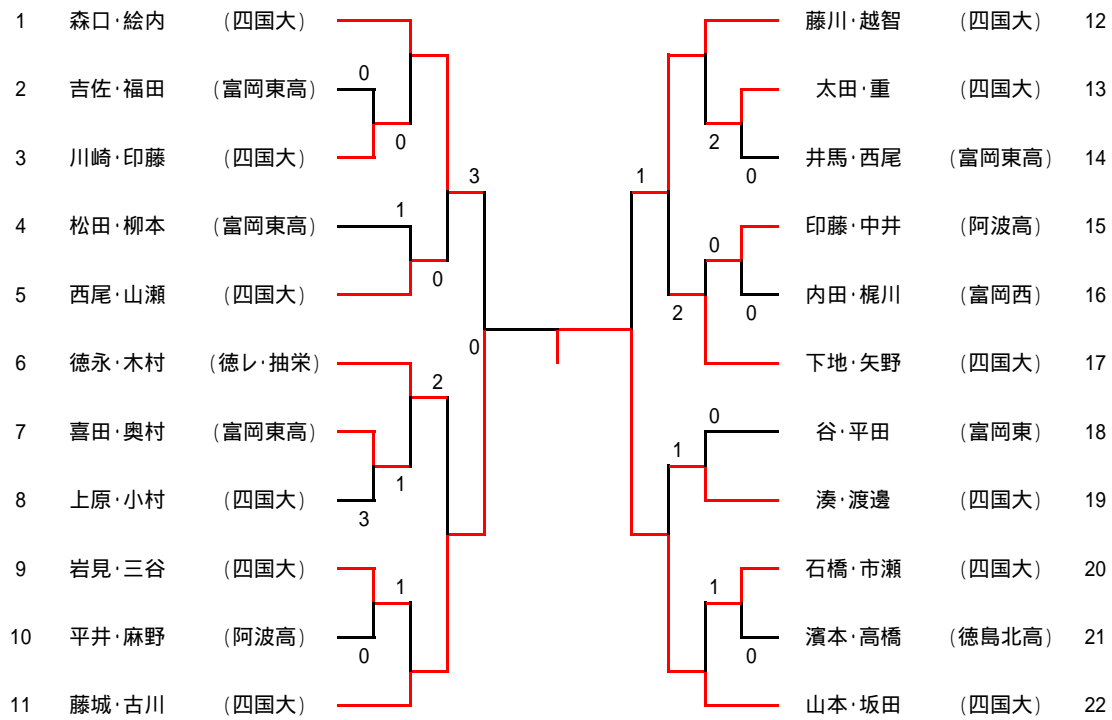 1 森口・絵内 (四国大)
0
2 吉佐・福田 (富岡東高)
0
3 川崎・印藤 (四国大)
3
1
4 松田・柳本 (富岡東高)
0
5 西尾・山瀬 (四国大)
0
6 徳永・木村 (徳レ・抽栄)
2
7 喜田・奥村 (富岡東高)
1
8 上原・小村 (四国大)
3
9 岩見・三谷 (四国大)
1
10 平井・麻野 (阿波高)
0
11 藤城・古川 (四国大)
藤川・越智 (四国大) 12
太田・重 (四国大) 13
2
井馬・西尾 (富岡東高) 14
0
1
印藤・中井 (阿波高) 15
0
内田・梶川 (富岡西) 16
0
2
下地・矢野 (四国大) 17
0
谷・平田 (富岡東) 18
1
湊・渡邊 (四国大) 19
石橋・市瀬 (四国大) 20
1
濱本・高橋 (徳島北高) 21
0
山本・坂田 (四国大) 22